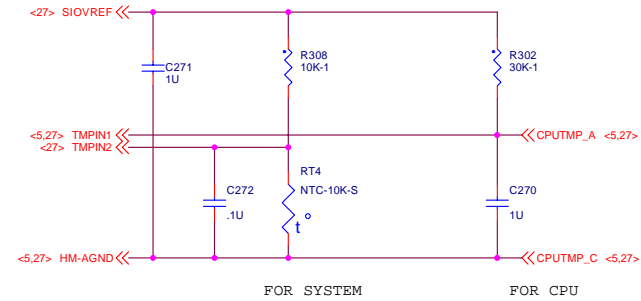 <27> SIOVREF
R308
10K-1
R302
30K-1
C271
1U
<5,27> TMPIN1
<27> TMPIN2
CPUTMP_A <5,27>
RT4
NTC-10K-S
C272
.1U
C270
1U
t°
<5,27> HM-AGND
CPUTMP_C <5,27>
FOR SYSTEM
FOR CPU